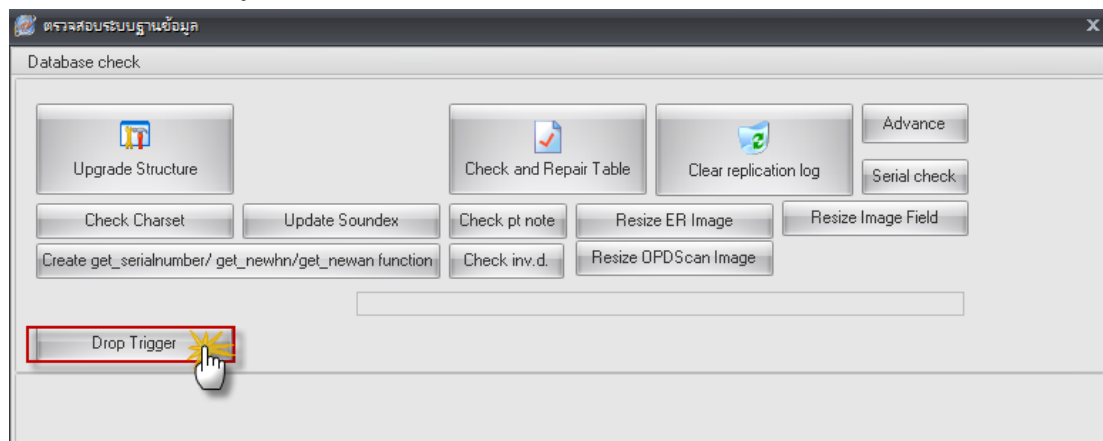 ตรวจสอบระบบฐานข้อมูล
x
Database check
Upgrade Structure
Check and Repair Table
Clear replication log
Advance
Serial check
Check Charset
Update Soundex
Check pt note
Resize ER Image
Resize Image Field
Create get_serialnumber/ get_newhn/get_newan function
Check inv.d.
Resize OPDScan Image
Drop Trigger